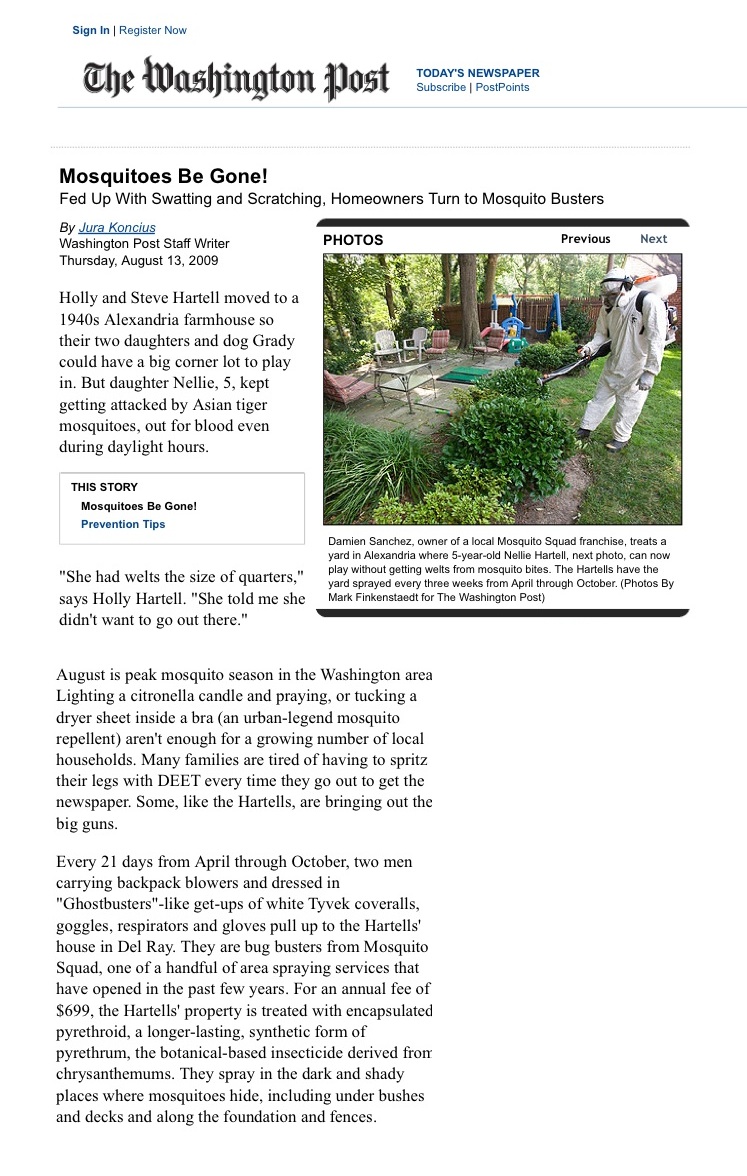 Sign In | Register Now
The Washington Post
TODAY'S NEWSPAPER
Subscribe | PostPoints
Mosquitoes Be Gone!
Fed Up With Swatting and Scratching, Homeowners Turn to Mosquito Busters
By Jura Koncius
Washington Post Staff Writer
Thursday, August 13, 2009
Holly and Steve Hartell moved to a
1940s Alexandria farmhouse so
their two daughters and dog Grady
could have a big corner lot to play
in. But daughter Nellie, 5, kept
getting attacked by Asian tiger
mosquitoes, out for blood even
during daylight hours.
THIS STORY
Mosquitoes Be Gone!
Prevention Tips
"She had welts the size of quarters,"
says Holly Hartell. "She told me she
didn't want to go out there."
PHOTOS
Previous Next
Damien Sanchez, owner of a local Mosquito Squad franchise, treats a
yard in Alexandria where 5-year-old Nellie Hartell, next photo, can now
play without getting welts from mosquito bites. The Hartells have the
yard sprayed every three weeks from April through October. (Photos By
Mark Finkenstaedt for The Washington Post)
August is peak mosquito season in the Washington area
Lighting a citronella candle and praying, or tucking a
dryer sheet inside a bra (an urban-legend mosquito
repellent) aren't enough for a growing number of local
households. Many families are tired of having to spritz
their legs with DEET every time they go out to get the
newspaper. Some, like the Hartells, are bringing out the
big guns.
Every 21 days from April through October, two men
carrying backpack blowers and dressed in
"Ghostbusters"-like get-ups of white Tyvek coveralls,
goggles, respirators and gloves pull up to the Hartells'
house in Del Ray. They are bug busters from Mosquito
Squad, one of a handful of area spraying services that
have opened in the past few years. For an annual fee of
$699, the Hartells' property is treated with encapsulated
pyrethroid, a longer-lasting, synthetic form of
pyrethrum, the botanical-based insecticide derived from
chrysanthemums. They spray in the dark and shady
places where mosquitoes hide, including under bushes
and decks and along the foundation and fences.